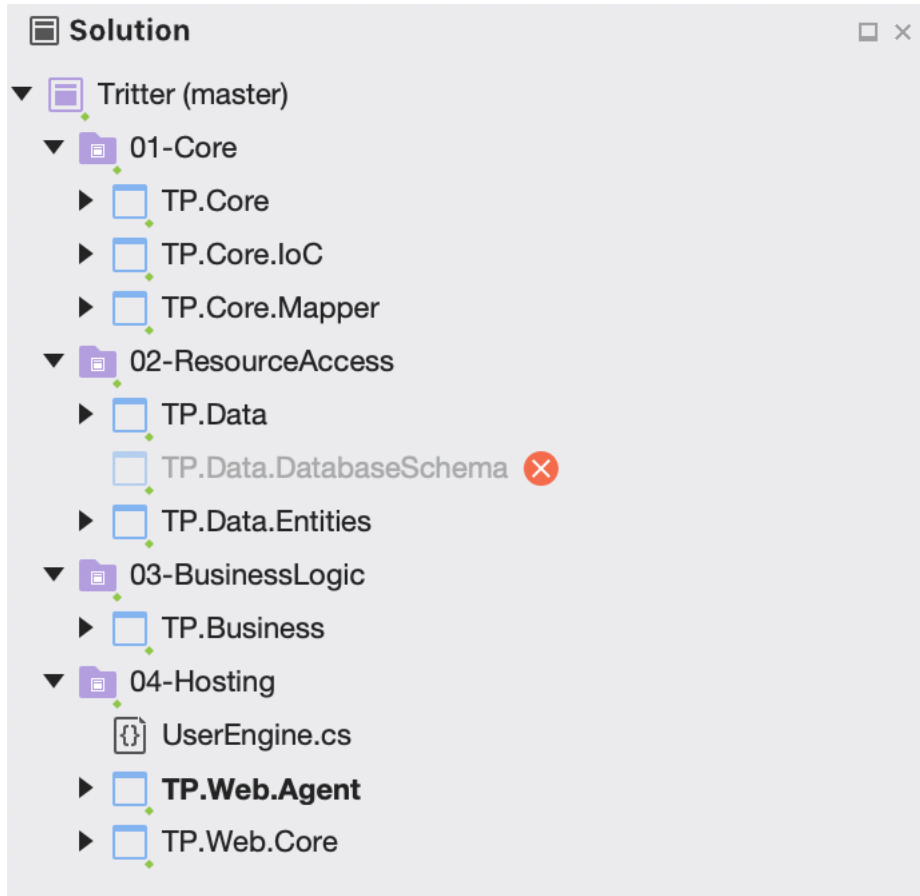 Solution
Tritter (master)
01-Core
TP.Core
TP.Core.IoC
TP.Core.Mapper
02-ResourceAccess
TP.Data
TP.Data.DatabaseSchema
TP.Data.Entities
03-BusinessLogic
TP.Business
04-Hosting
UserEngine.cs
TP.Web.Agent
TP.Web.Core